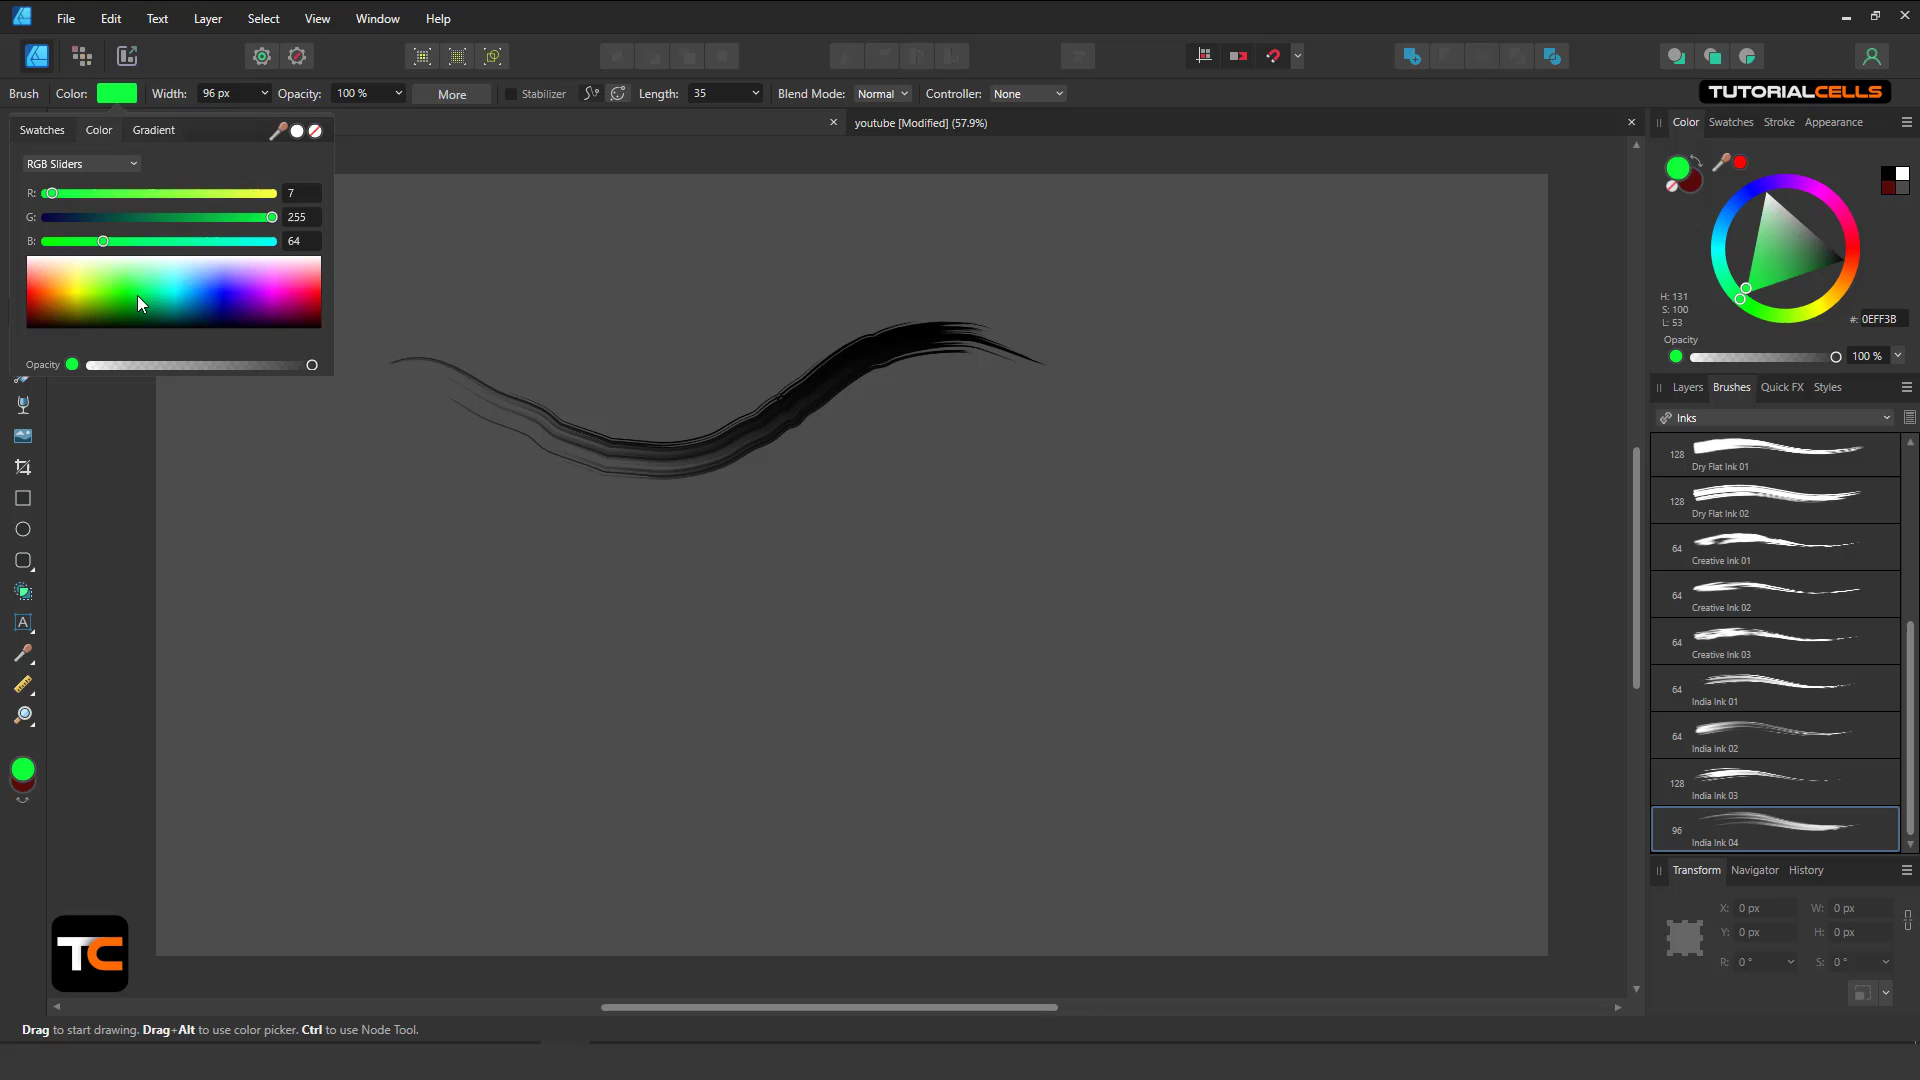 File Edit Text Layer Select View Window Help
Brush Color: Width: 96 px Opacity: 100 % More Stabilizer Length: 35 Blend Mode: Normal Controller: None
TUTORIALCELLS
youtube [Modified] (57.9%)
Swatches Color Gradient
RGB Sliders
R: 7
G: 255
B: 64
Opacity
Color Swatches Stroke Appearance
H: 131
S: 100
L: 53
#: 0EFF3B
Opacity
100 %
Layers Brushes Quick FX Styles
Inks
128
Dry Flat Ink 01
128
Dry Flat Ink 02
64
Creative Ink 01
64
Creative Ink 02
64
Creative Ink 03
64
India Ink 01
64
India Ink 02
128
India Ink 03
96
India Ink 04
Transform Navigator History
X: 0 px W: 0 px
Y: 0 px H: 0 px
R: 0 ° S: 0 °
A
TC
Drag to start drawing. Drag+Alt to use color picker. Ctrl to use Node Tool.